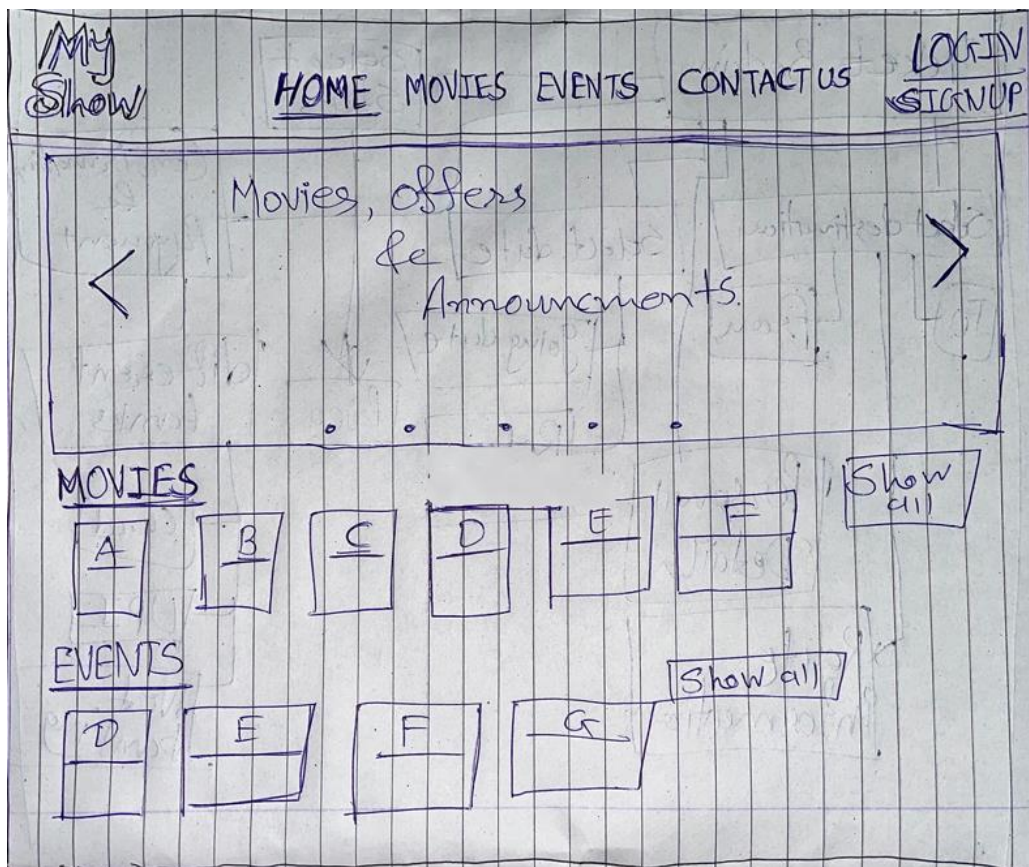 My
Show
HOME MOVIES EVENTS CONTACT US
LOGIN
SIGNUP
<
Movies, offers
&
Announcments.
>
MOVIES
Show
all
A B C D E F
EVENTS
Show all
D E F G